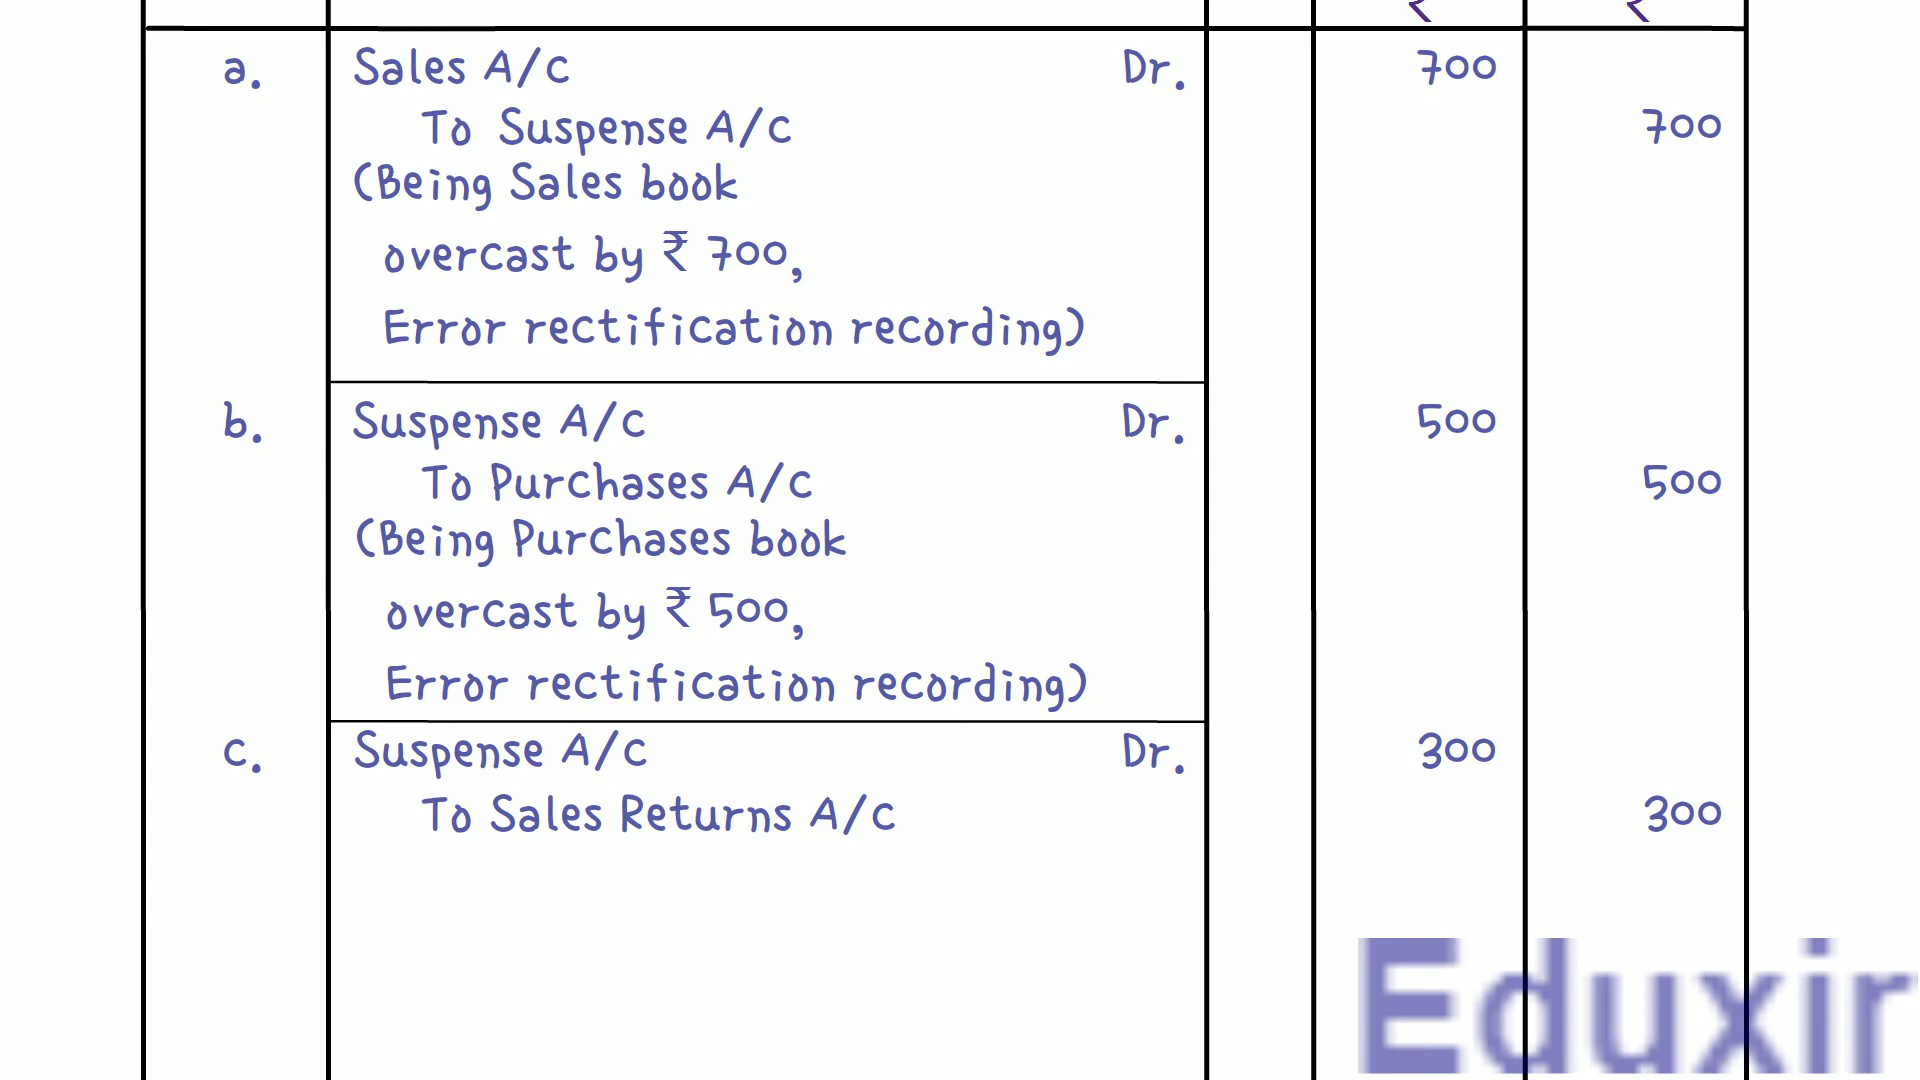 ₹ ₹
a. Sales A/c Dr. 700
To Suspense A/c 700
(Being Sales book
overcast by ₹ 700,
Error rectification recording)
b. Suspense A/c Dr. 500
To Purchases A/c 500
(Being Purchases book
overcast by ₹ 500,
Error rectification recording)
c. Suspense A/c Dr. 300
To Sales Returns A/c 300
Eduxir